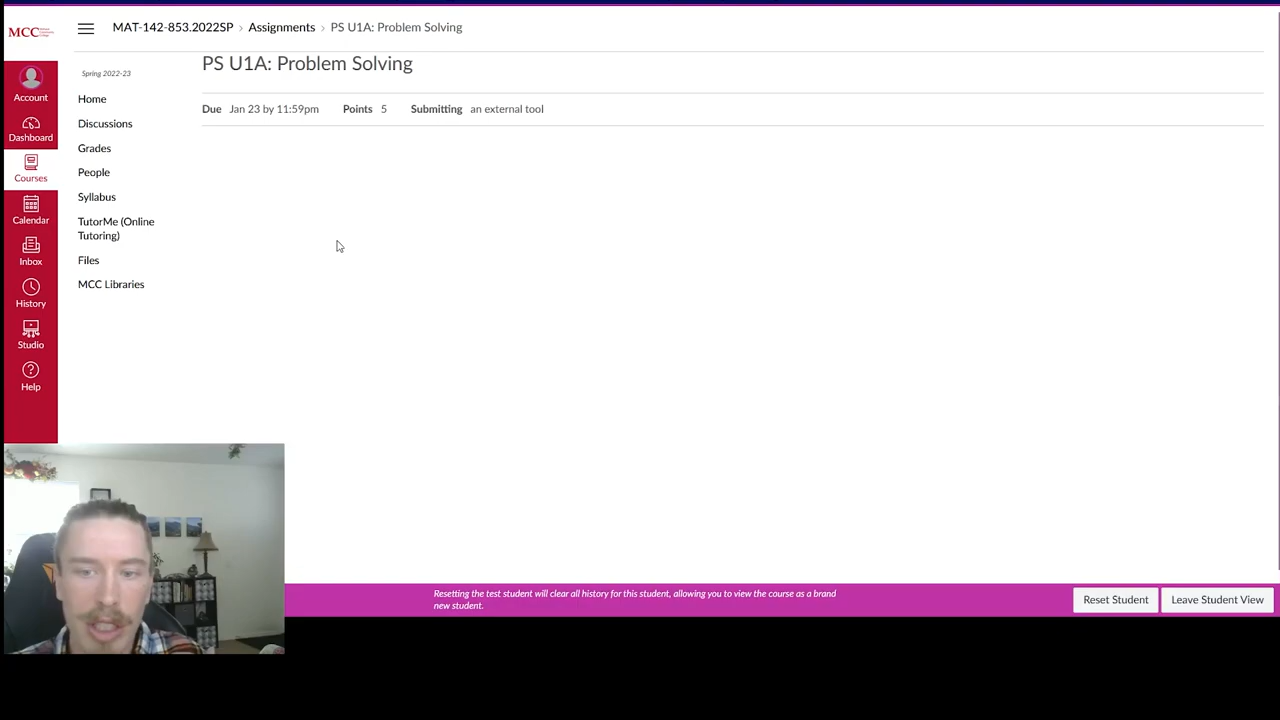 MCC
MAT-142-853.2022SP › Assignments › PS U1A: Problem Solving
PS U1A: Problem Solving
Due Jan 23 by 11:59pm Points 5 Submitting an external tool
Spring 2022-23
Home
Discussions
Grades
People
Syllabus
TutorMe (Online
Tutoring)
Files
MCC Libraries
Account
Dashboard
Courses
Calendar
Inbox
History
Studio
Help
Resetting the test student will clear all history for this student, allowing you to view the course as a brand
new student.
Reset Student
Leave Student View